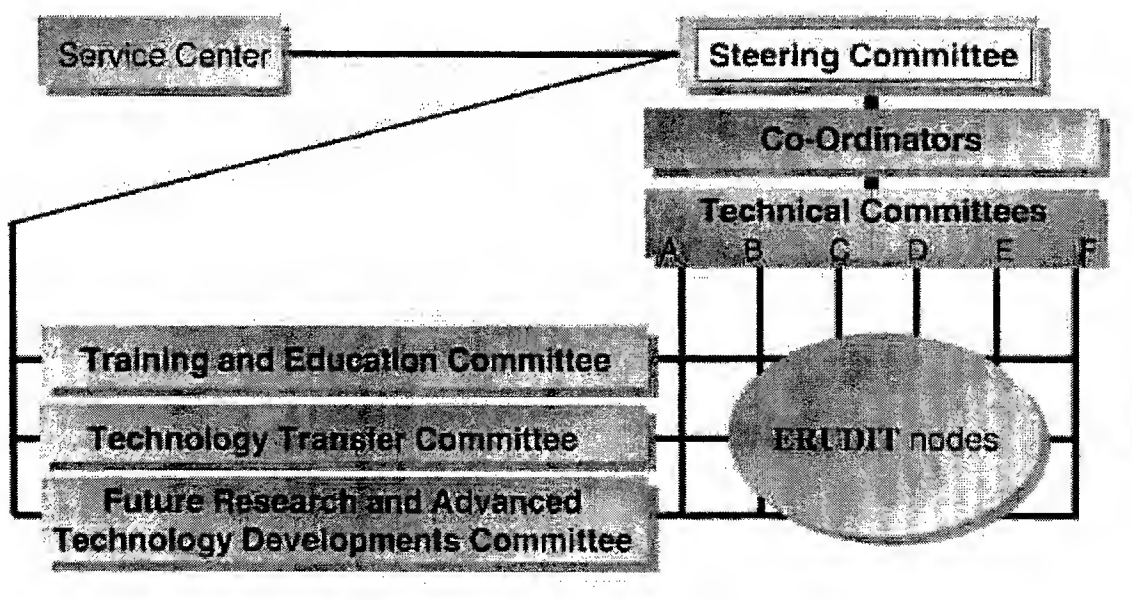 Service Center
Steering Committee
Co-Ordinators
Technical Committees
A B C D E F
Training and Education Committee
Technology Transfer Committee
ERUDIT nodes
Future Research and Advanced
Technology Developments Committee